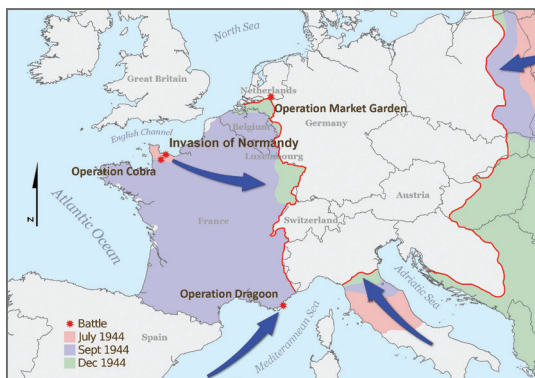 North Sea
Great Britain
Netherlands
Operation Market Garden
English Channel
Belgium
Germany
Invasion of Normandy
Luxembourg
Operation Cobra
N
Atlantic Ocean
France
Austria
Switzerland
Adriatic Sea
Operation Dragoon
Mediterranean Sea
Spain
Battle
July 1944
Sept 1944
Dec 1944